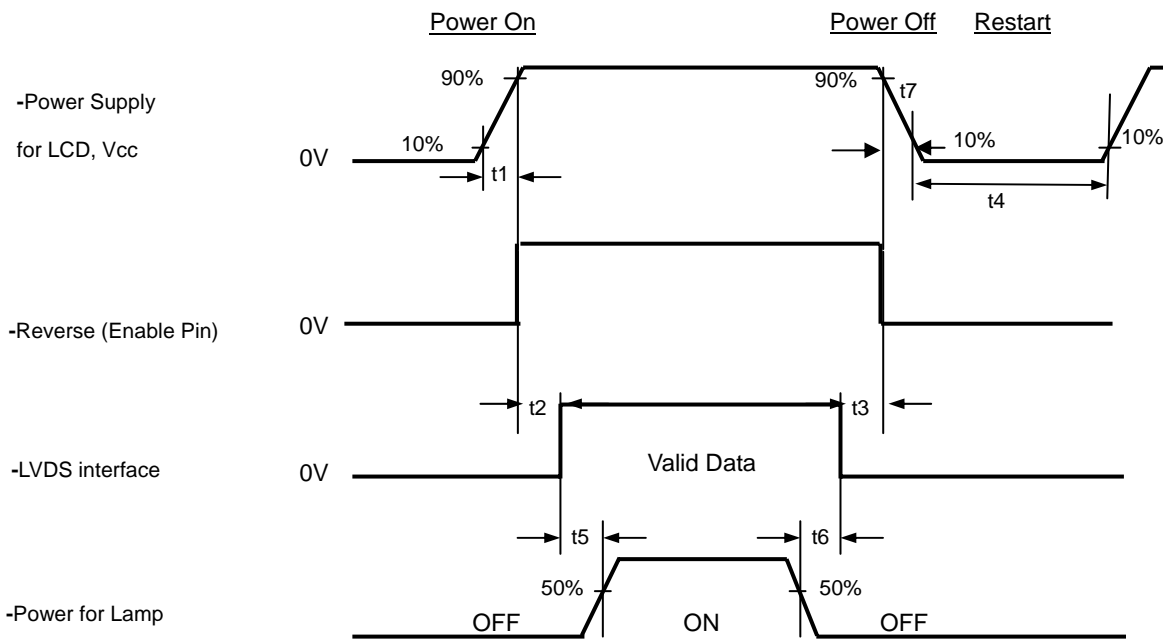 Power On
Power Off
Restart
90%
90%
t7
-Power Supply
for LCD, Vcc
10%
10%
10%
0V
t1
t4
-Reverse (Enable Pin)
0V
t2
t3
-LVDS interface
0V
Valid Data
t5
t6
50%
50%
-Power for Lamp
OFF
ON
OFF